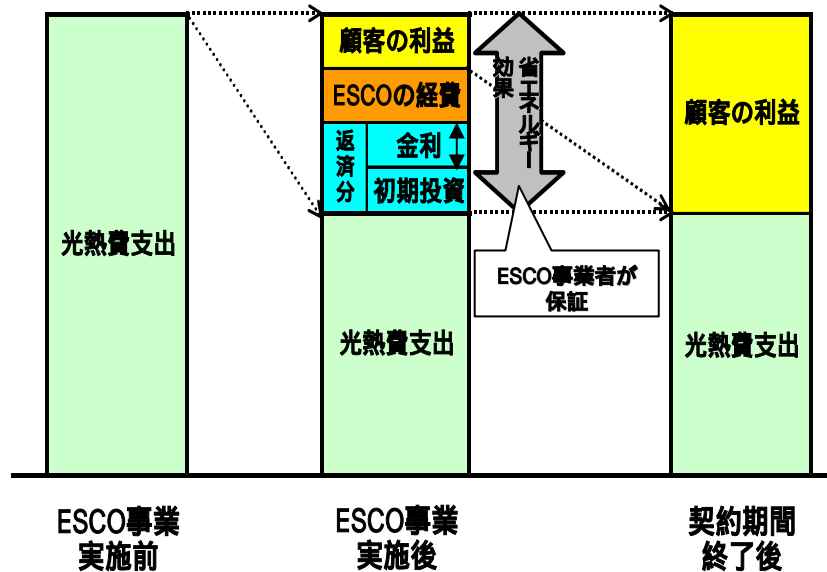 光熱費支出
顧客の利益
ESCOの経費
返済分
金利
初期投資
光熱費支出
省エネルギー
効果
ESCO事業者が
保証
顧客の利益
光熱費支出
ESCO事業
実施前
ESCO事業
実施後
契約期間
終了後